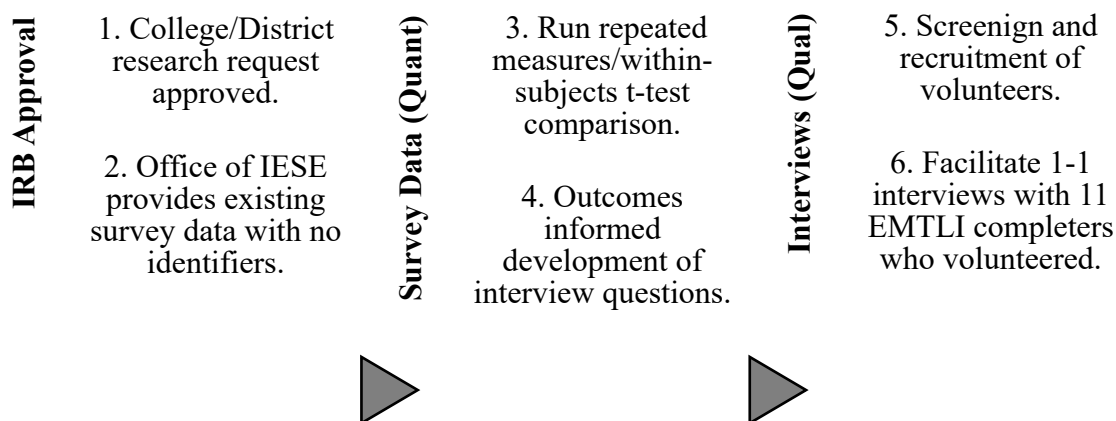 IRB Approval
1. College/District
research request
approved.
2. Office of IESE
provides existing
survey data with no
identifiers.
Survey Data (Quant)
3. Run repeated
measures/within-
subjects t-test
comparison.
4. Outcomes
informed
development of
interview questions.
Interviews (Qual)
5. Screenign and
recruitment of
volunteers.
6. Facilitate 1-1
interviews with 11
EMTLI completers
who volunteered.